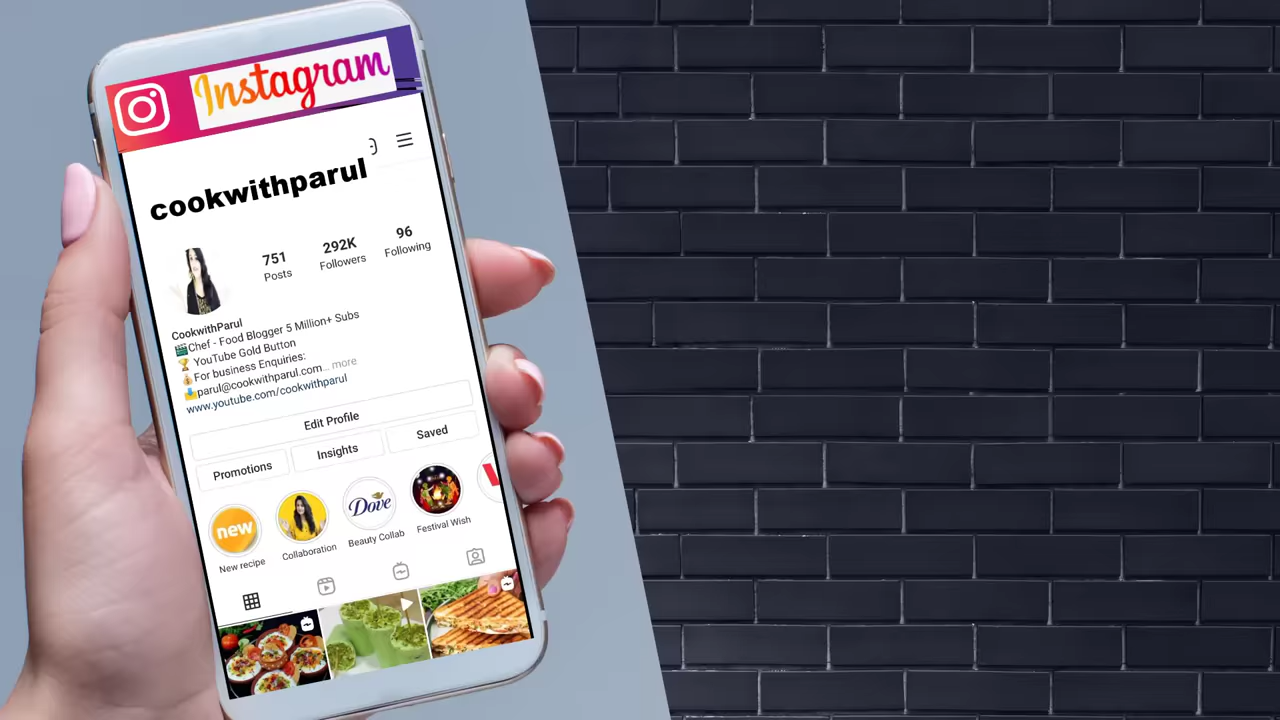 Instagram
cookwithparul
751 292K 96
Posts Followers Following
CookwithParul
Chef - Food Blogger 5 Million+ Subs
YouTube Gold Button
For business Enquiries:
parul@cookwithparul.com... more
www.youtube.com/cookwithparul
Edit Profile
Promotions Insights Saved
new
Dove
New recipe Collaboration Beauty Collab Festival Wish